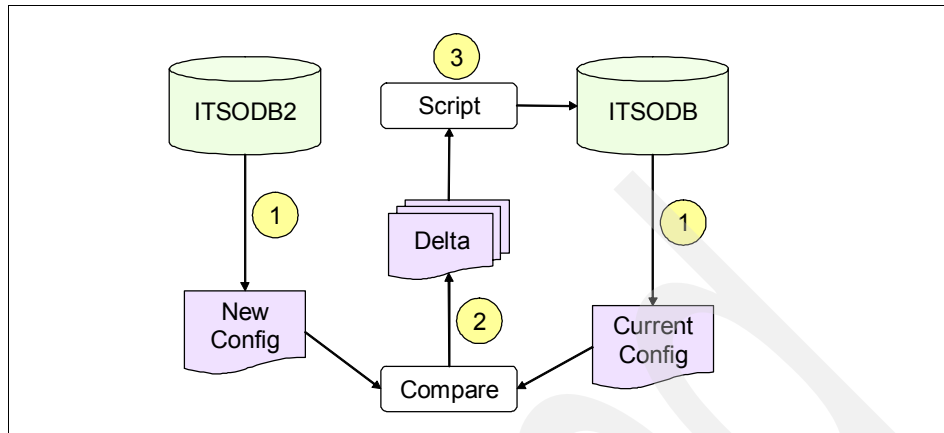 3
ITSODB2
Script
ITSODB
1
1
Delta
New
Config
2
Current
Config
Compare